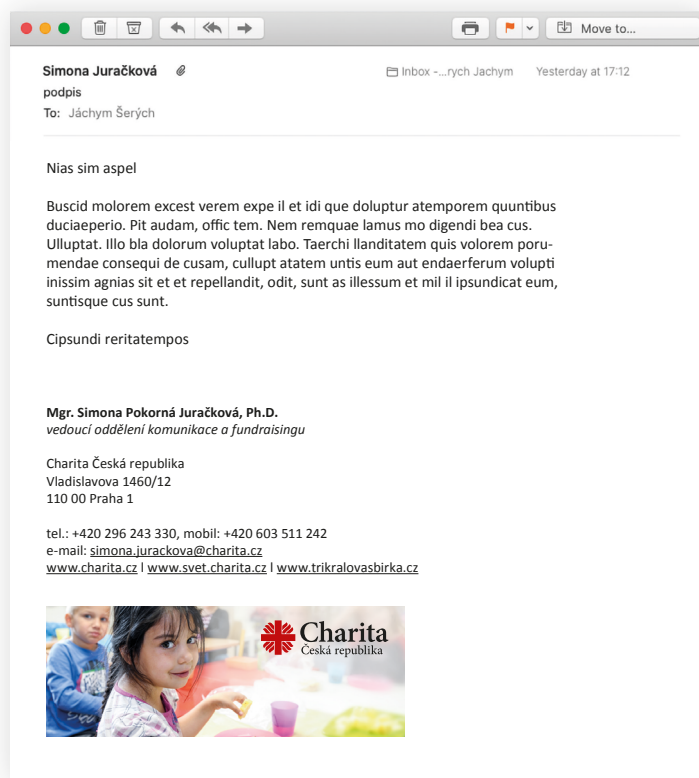 Move to...
Simona Juračková
Inbox -...rych Jachym
Yesterday at 17:12
podpis
To: Jáchym Šerých
Nias sim aspel
Buscid molorem excest verem expe il et idi que doluptur atemporem quuntibus
duciaeperio. Pit audam, offic tem. Nem remquae lamus mo digendi bea cus.
Ulluptat. Illo bla dolorum voluptat labo. Taerchi llanditatem quis volorem poru-
mendae consequi de cusam, cullupt atatem untis eum aut endaerferum volupti
inissim agnias sit et et repellandit, odit, sunt as illessum et mil il ipsundicat eum,
suntisque cus sunt.
Cipsundi reritatempos
Mgr. Simona Pokorná Juračková, Ph.D.
vedoucí oddělení komunikace a fundraisingu
Charita Česká republika
Vladislavova 1460/12
110 00 Praha 1
tel.: +420 296 243 330, mobil: +420 603 511 242
e-mail: simona.jurackova@charita.cz
www.charita.cz l www.svet.charita.cz l www.trikralovasbirka.cz
Charita
Česká republika